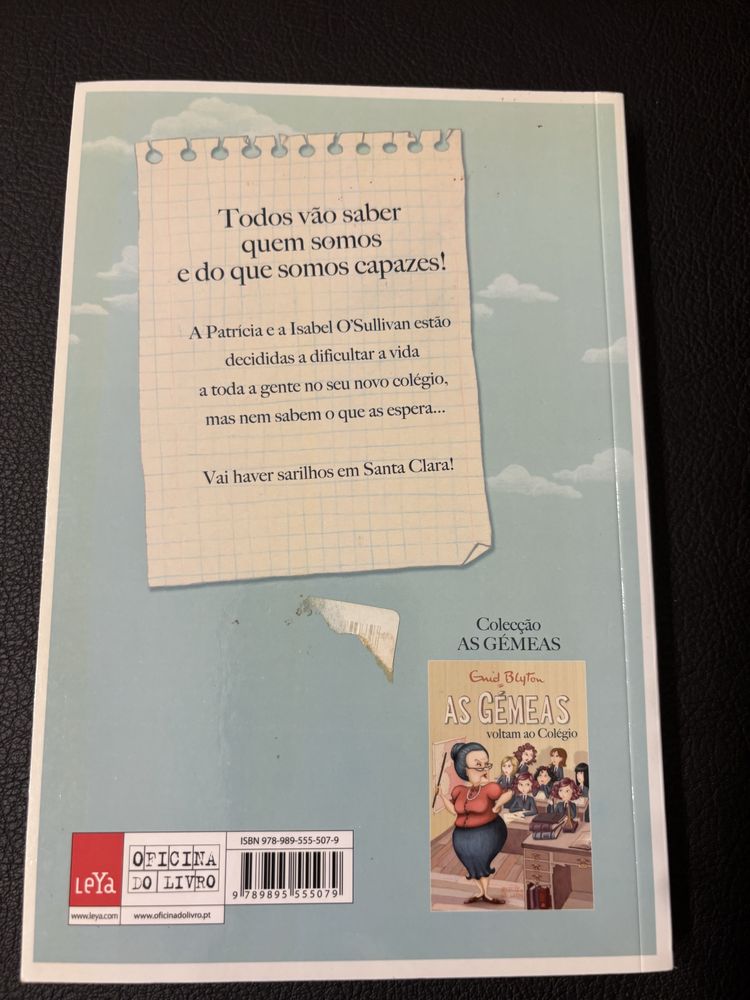 Todos vão saber
quem somos
e do que somos capazes!
A Patrícia e a Isabel O'Sullivan estão
decididas a dificultar a vida
a toda a gente no seu novo colégio,
mas nem sabem o que as espera...
Vai haver sarilhos em Santa Clara!
Colecção
AS GÉMEAS
Enid Blyton
AS GÉMEAS
voltam ao Colégio
LeYa
www.leya.com
OFICINA
DO LIVRO
www.oficinadolivro.pt
ISBN 978-989-555-507-9
9 789895 555079